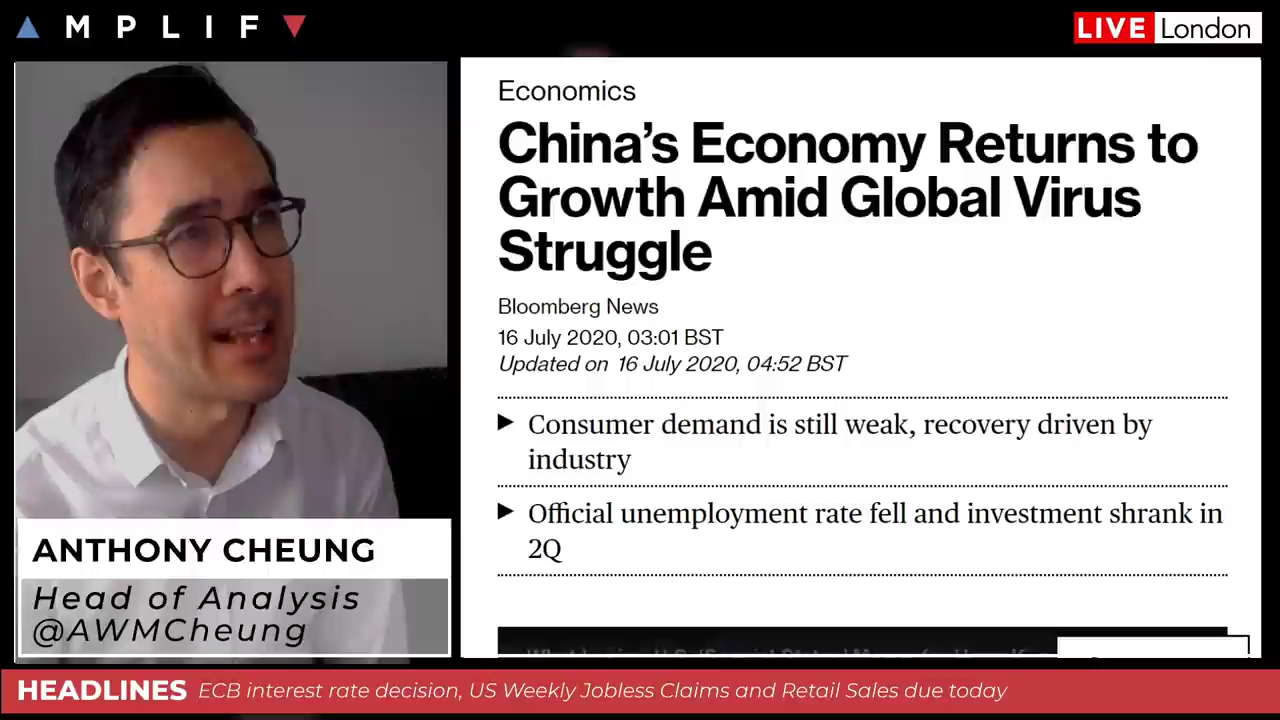 ▲ M P L I F ▼
LIVE London
Economics
China's Economy Returns to
Growth Amid Global Virus
Struggle
Bloomberg News
16 July 2020, 03:01 BST
Updated on 16 July 2020, 04:52 BST
▶ Consumer demand is still weak, recovery driven by
industry
▶ Official unemployment rate fell and investment shrank in
2Q
ANTHONY CHEUNG
Head of Analysis
@AWMCheung
HEADLINES ECB interest rate decision, US Weekly Jobless Claims and Retail Sales due today